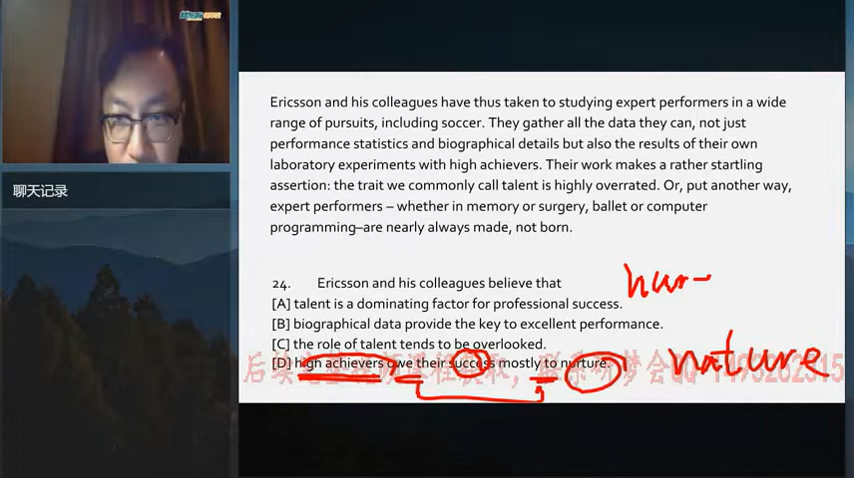 聊天记录
Ericsson and his colleagues have thus taken to studying expert performers in a wide
range of pursuits, including soccer. They gather all the data they can, not just
performance statistics and biographical details but also the results of their own
laboratory experiments with high achievers. Their work makes a rather startling
assertion: the trait we commonly call talent is highly overrated. Or, put another way,
expert performers – whether in memory or surgery, ballet or computer
programming–are nearly always made, not born.
24. Ericsson and his colleagues believe that
[A] talent is a dominating factor for professional success.
[B] biographical data provide the key to excellent performance.
[C] the role of talent tends to be overlooked.
[D] high achievers owe their success mostly to nurture.
nature